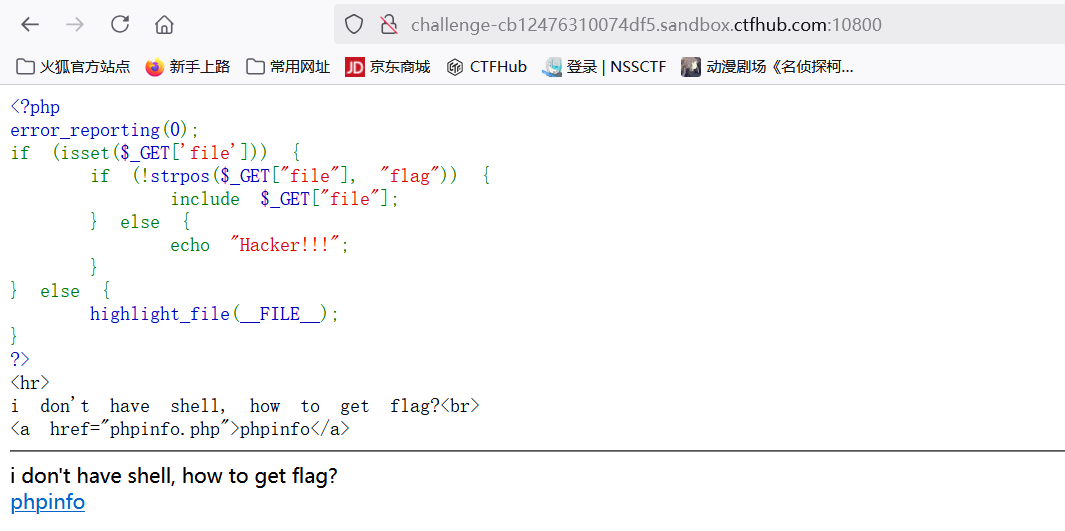 challenge-cb12476310074df5.sandbox.ctfhub.com:10800
火狐官方站点 新手上路 常用网址 JD 京东商城 CTFHub 登录 | NSSCTF 动漫剧场《名侦探柯...
<?php
error_reporting(0);
if (isset($_GET['file'])) {
if (!strpos($_GET["file"], "flag")) {
include $_GET["file"];
} else {
echo "Hacker!!!";
}
} else {
highlight_file(__FILE__);
}
?>
<hr>
i don't have shell, how to get flag?<br>
<a href="phpinfo.php">phpinfo</a>
i don't have shell, how to get flag?
phpinfo